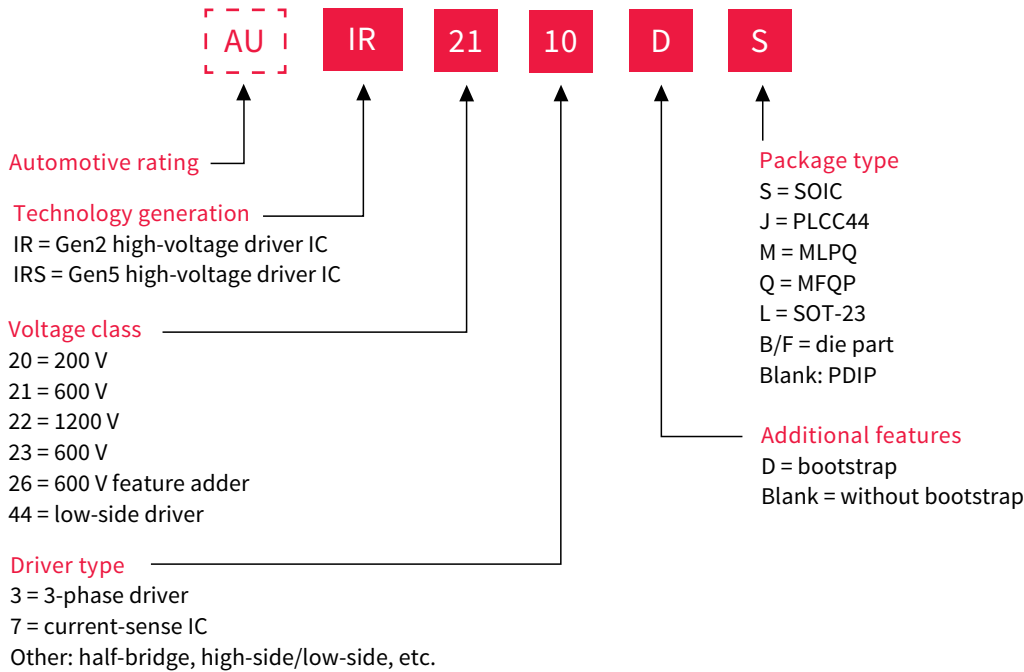 AU IR 21 10 D S
Automotive rating
Technology generation
IR = Gen2 high-voltage driver IC
IRS = Gen5 high-voltage driver IC
Voltage class
20 = 200 V
21 = 600 V
22 = 1200 V
23 = 600 V
26 = 600 V feature adder
44 = low-side driver
Driver type
3 = 3-phase driver
7 = current-sense IC
Other: half-bridge, high-side/low-side, etc.
Package type
S = SOIC
J = PLCC44
M = MLPQ
Q = MFQP
L = SOT-23
B/F = die part
Blank: PDIP
Additional features
D = bootstrap
Blank = without bootstrap